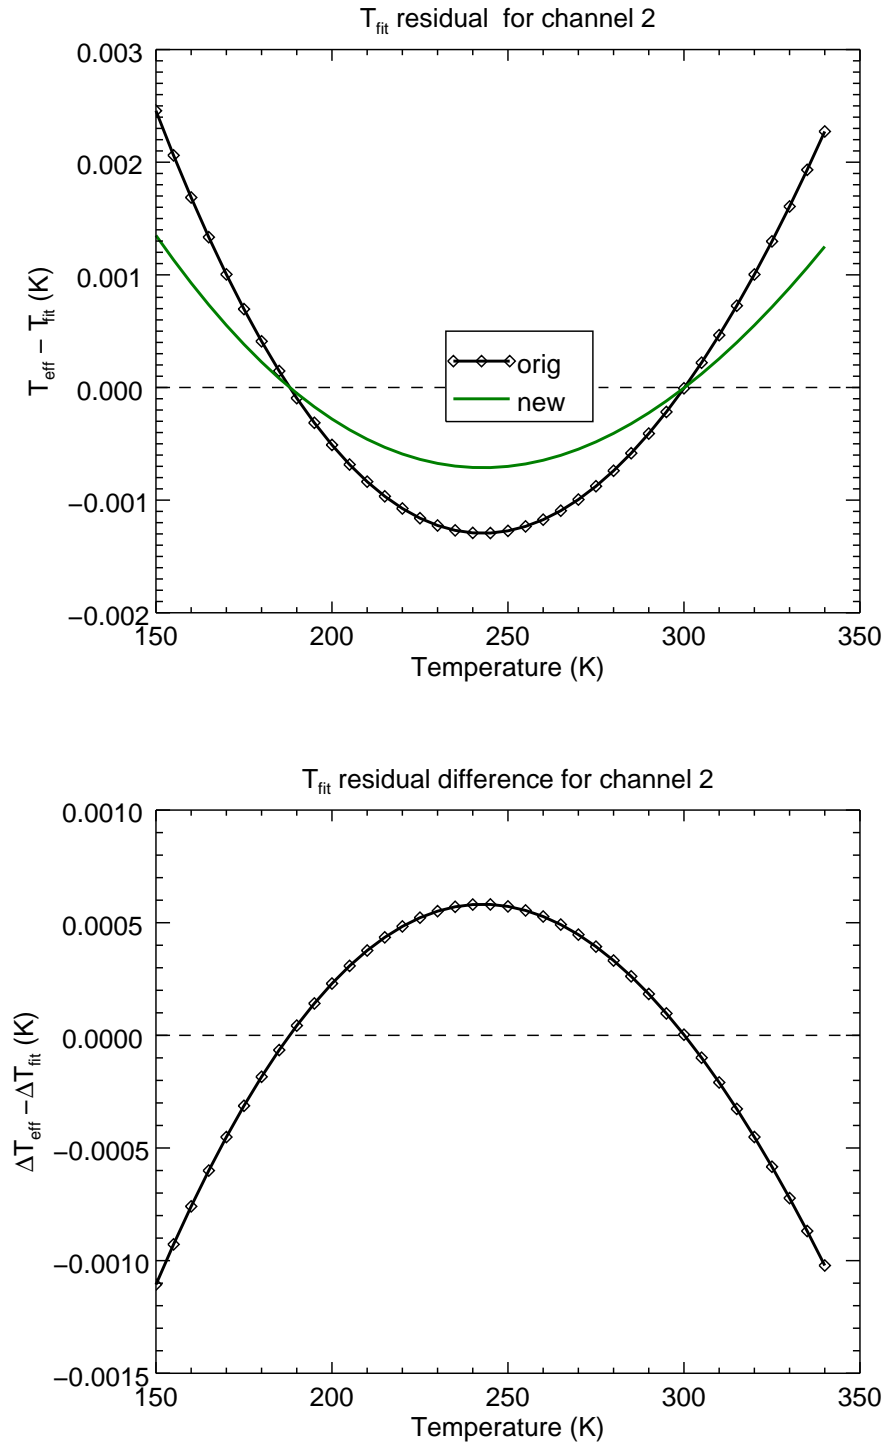 T_fit residual  for channel 2
0.003
0.002
0.001
0.000
−0.001
−0.002
T_eff − T_fit (K)
orig
new
150
200
250
300
350
Temperature (K)
T_fit residual difference for channel 2
0.0010
0.0005
0.0000
−0.0005
−0.0010
−0.0015
ΔT_eff − ΔT_fit (K)
150
200
250
300
350
Temperature (K)